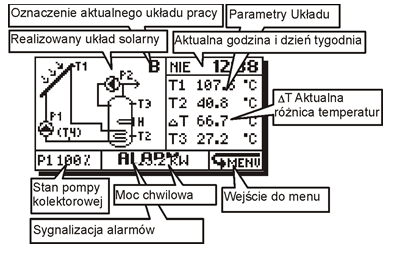 Oznaczenie aktualnego układu pracy
Parametry Układu
Realizowany układ solarny
Aktualna godzina i dzień tygodnia
T1
P2
B
NIE
T1 107.6 °C
T3
T2 40.8 °C
H
ΔT 66.7 °C
P1
(T4)
T2
T3 27.2 °C
ΔT Aktualna
różnica temperatur
P1 100%
ALARM
KW
MENU
Stan pompy
kolektorowej
Moc chwilowa
Wejście do menu
Sygnalizacja alarmów